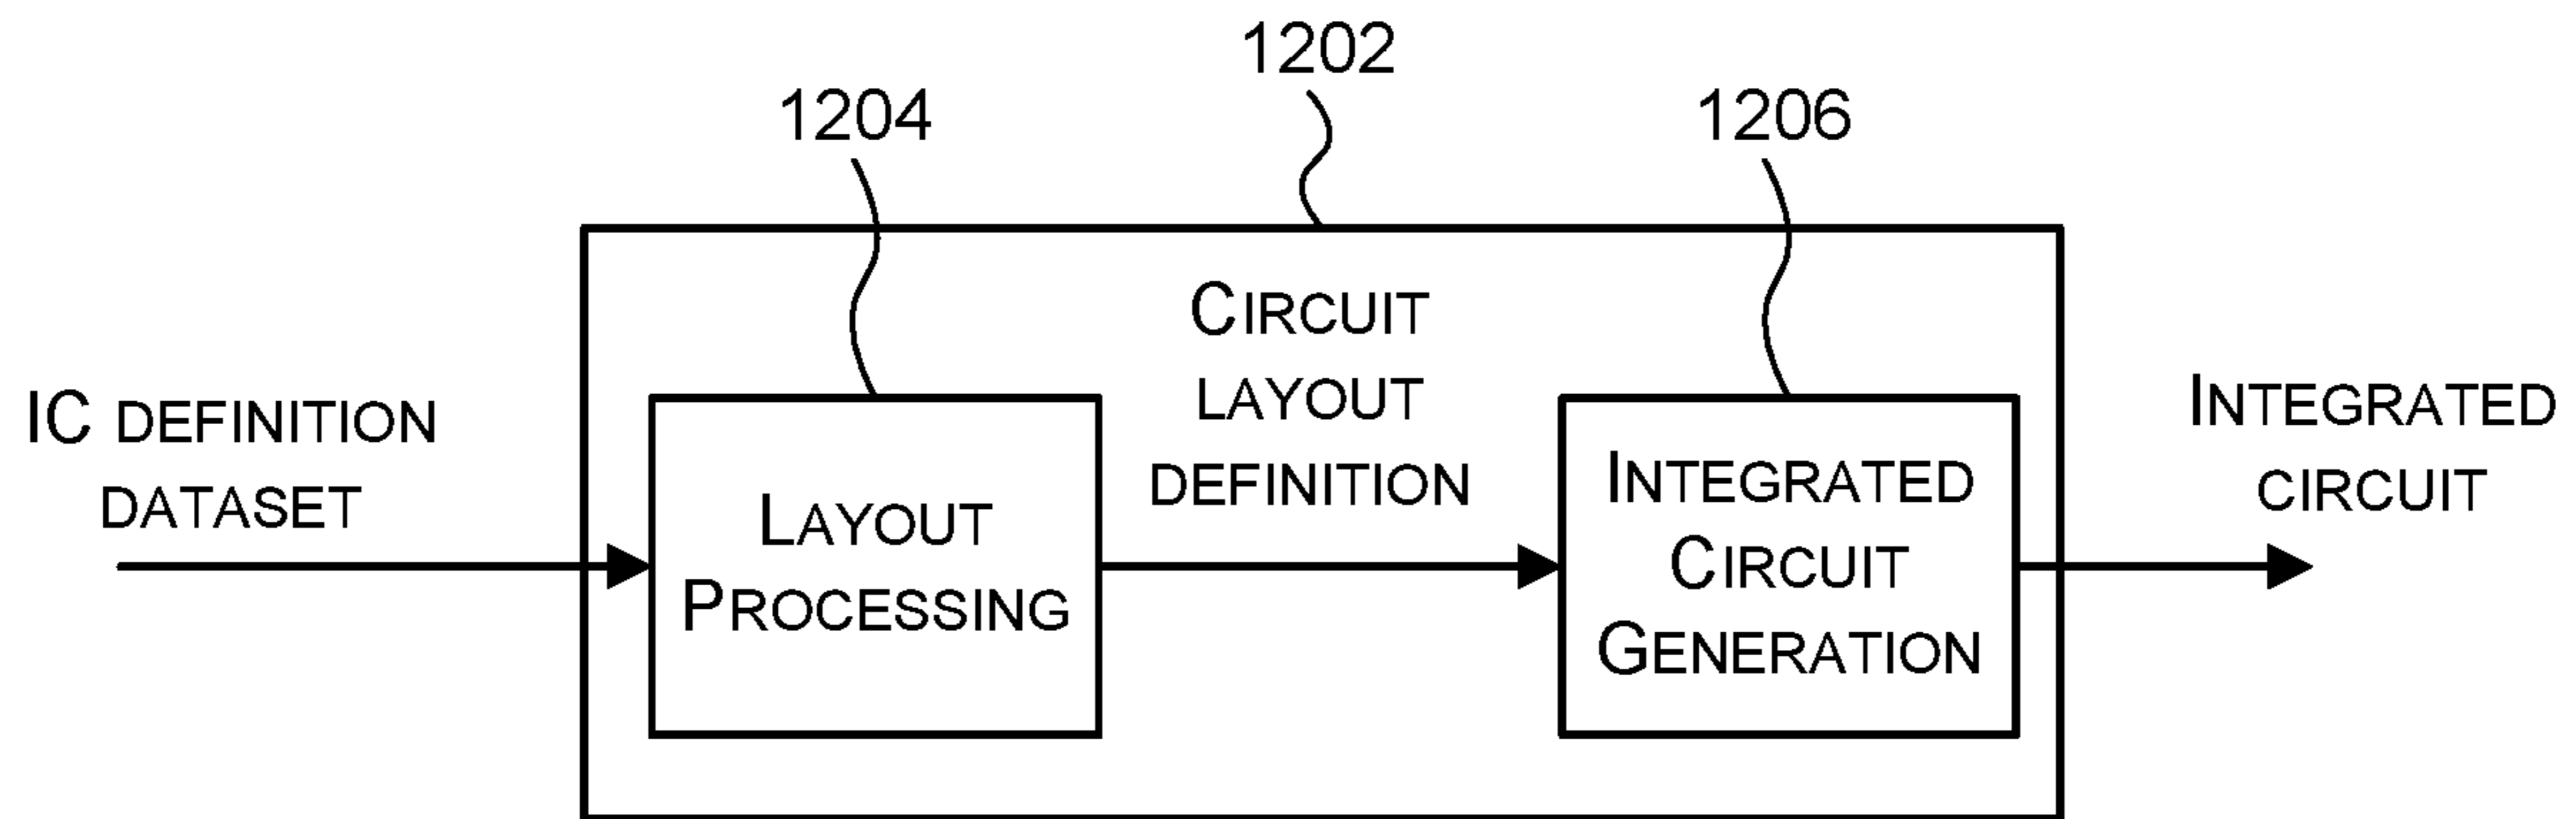 1202
1204
1206
CIRCUIT
LAYOUT
DEFINITION
IC DEFINITION
DATASET
LAYOUT
PROCESSING
INTEGRATED
CIRCUIT
GENERATION
INTEGRATED
CIRCUIT